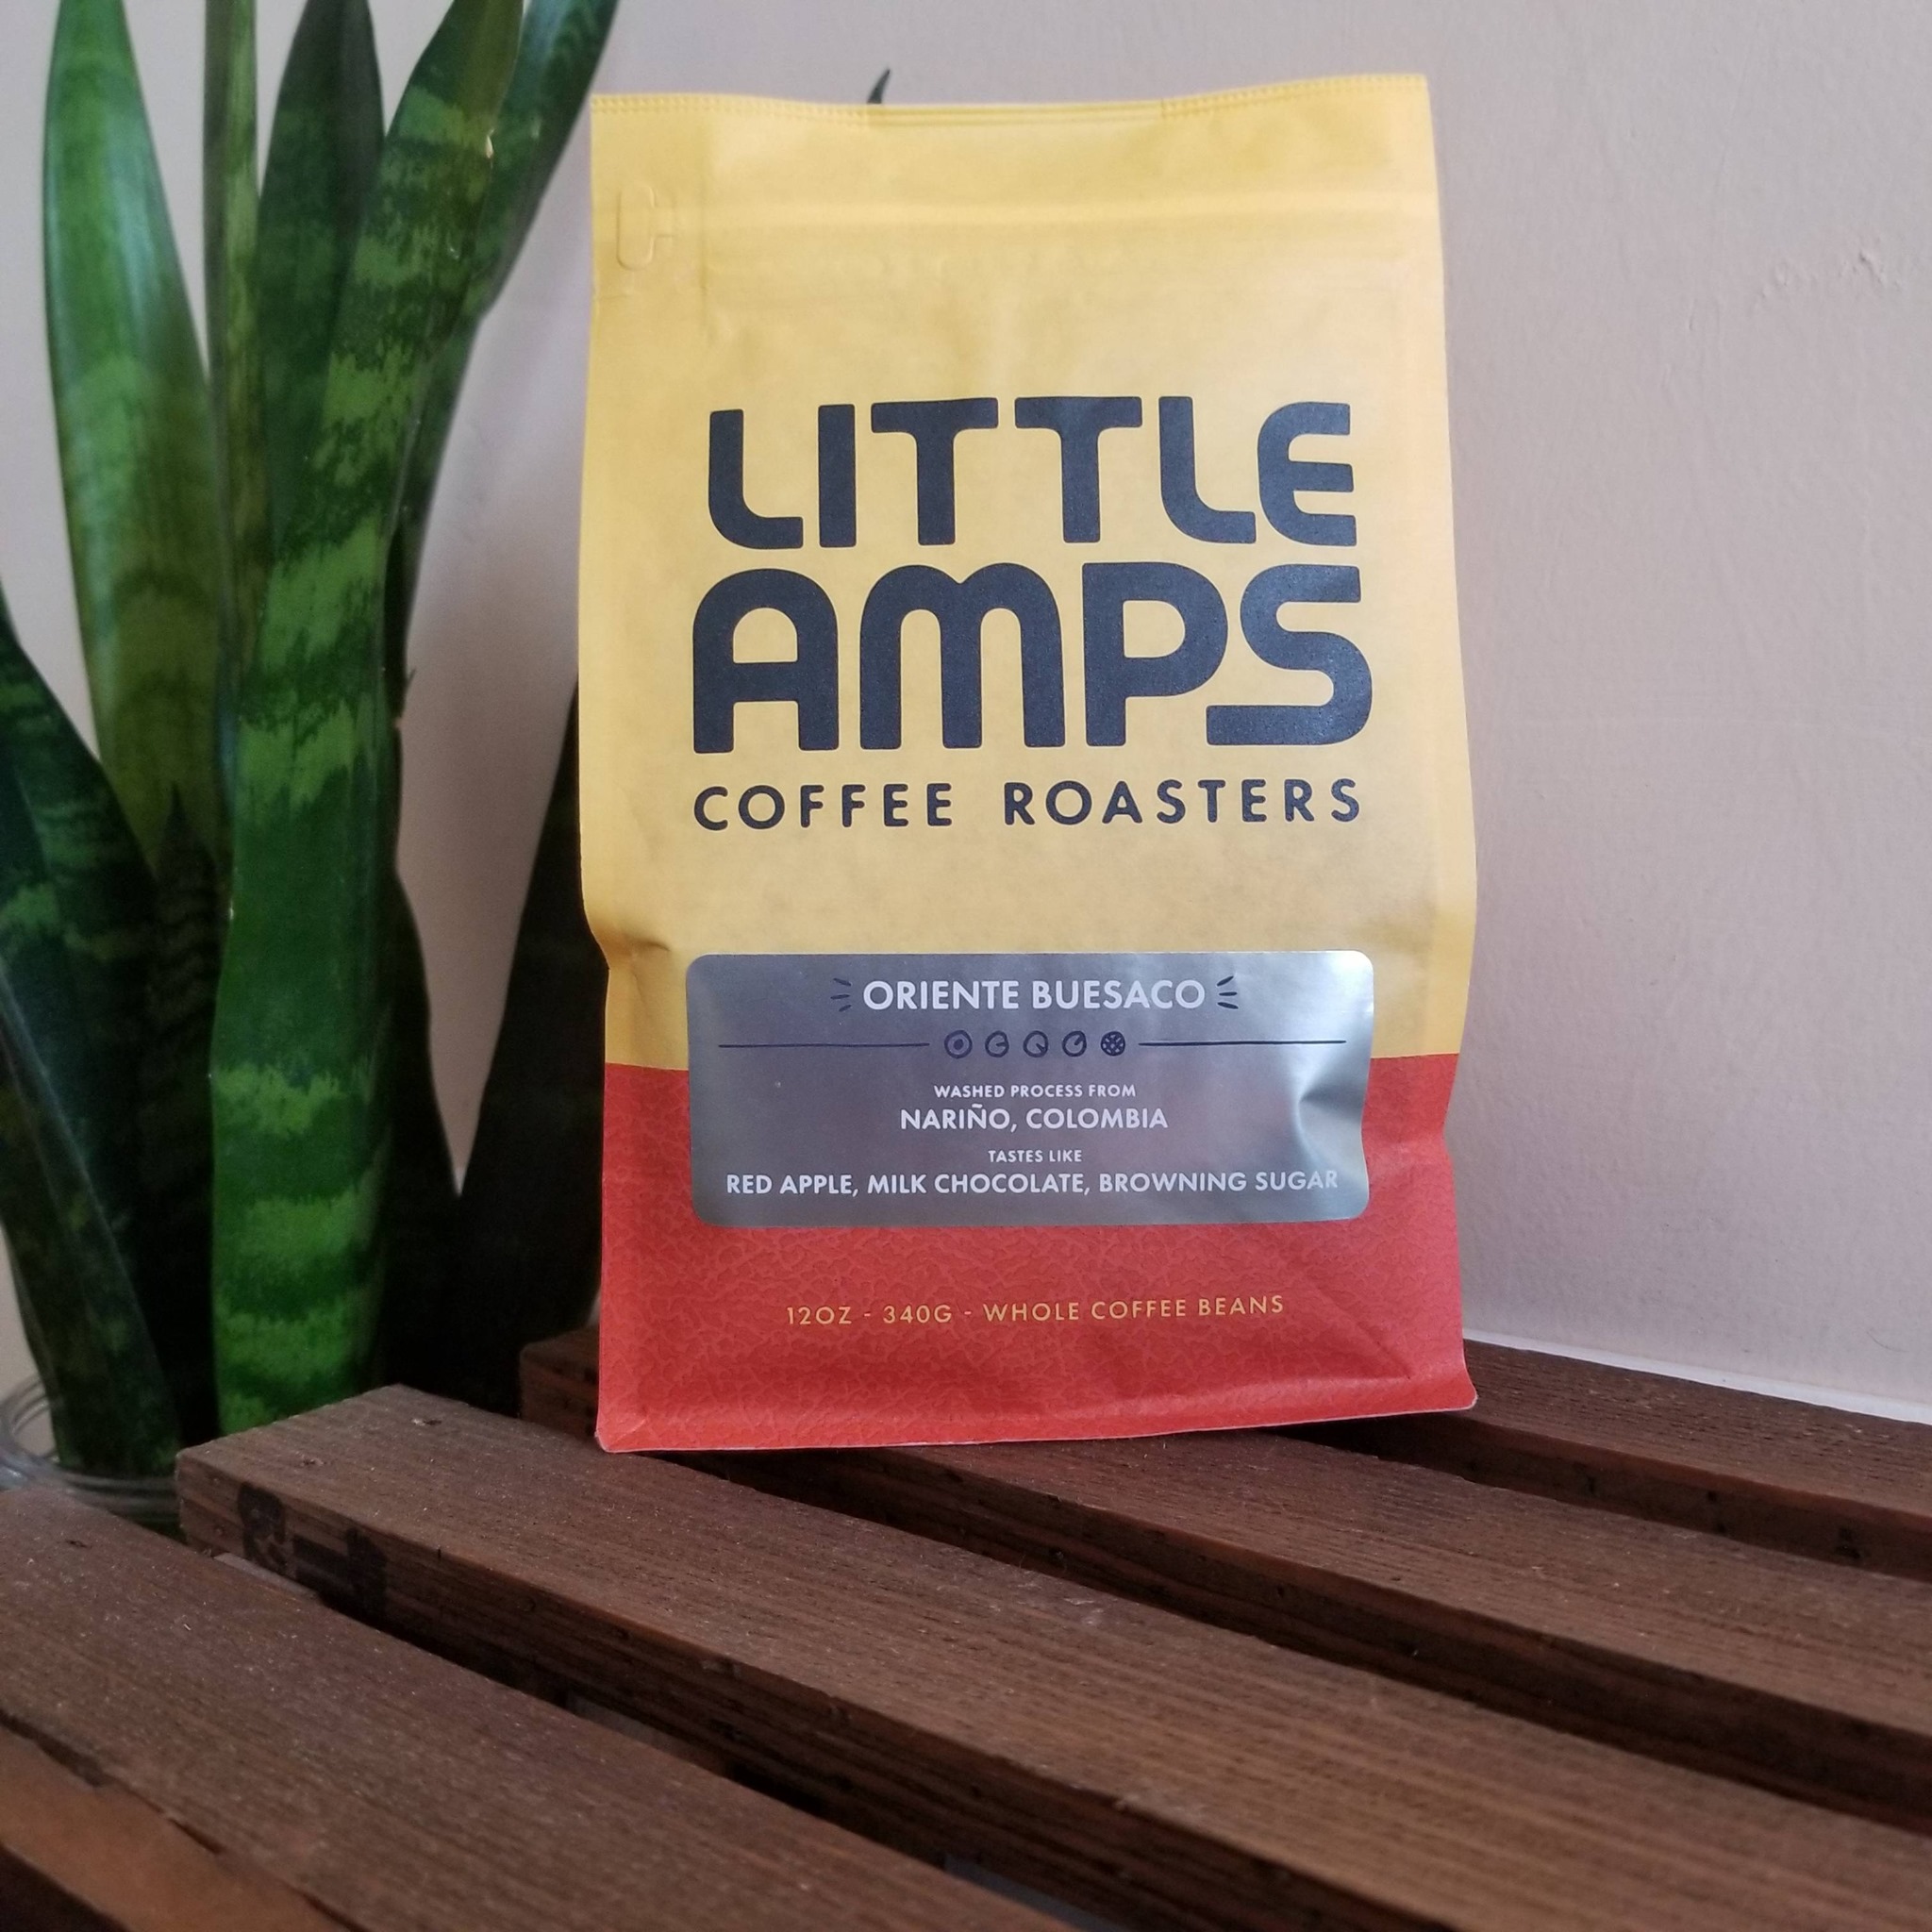 LITTLE
AMPS
COFFEE ROASTERS
ORIENTE BUESACO
WASHED PROCESS FROM
NARIÑO, COLOMBIA
TASTES LIKE
RED APPLE, MILK CHOCOLATE, BROWNING SUGAR
12OZ - 340G - WHOLE COFFEE BEANS